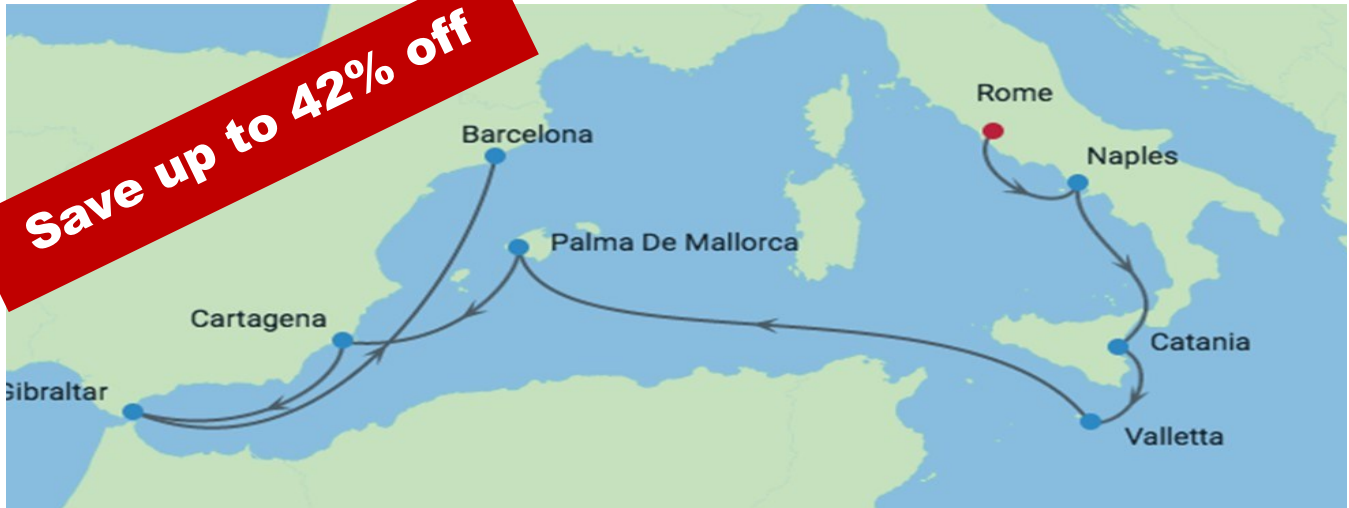 Save up to 42% off
Rome
Barcelona
Naples
Palma De Mallorca
Cartagena
Catania
Gibraltar
Valletta